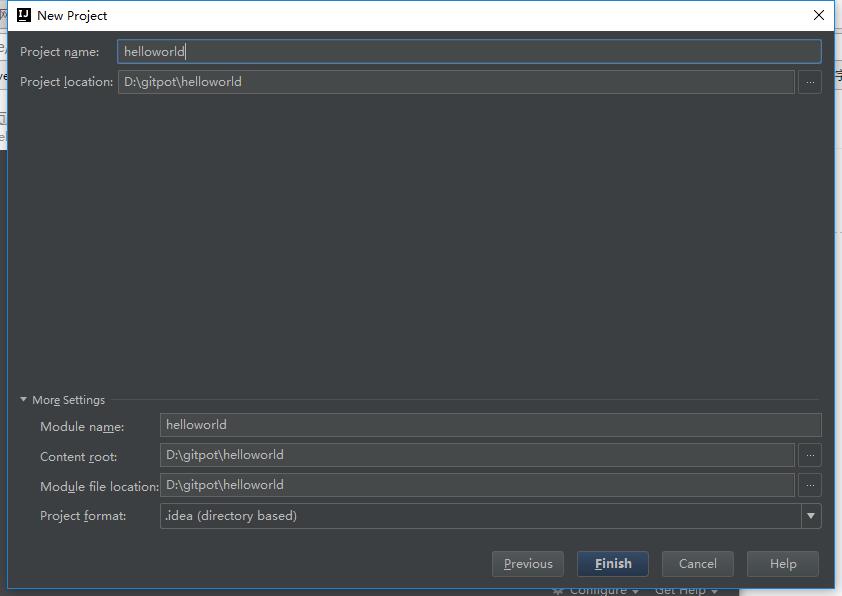 New Project
Project name: helloworld
Project location: D:\gitpot\helloworld ...
More Settings
Module name: helloworld
Content root: D:\gitpot\helloworld ...
Module file location: D:\gitpot\helloworld ...
Project format: .idea (directory based)
Previous Finish Cancel Help
Configure Get Help